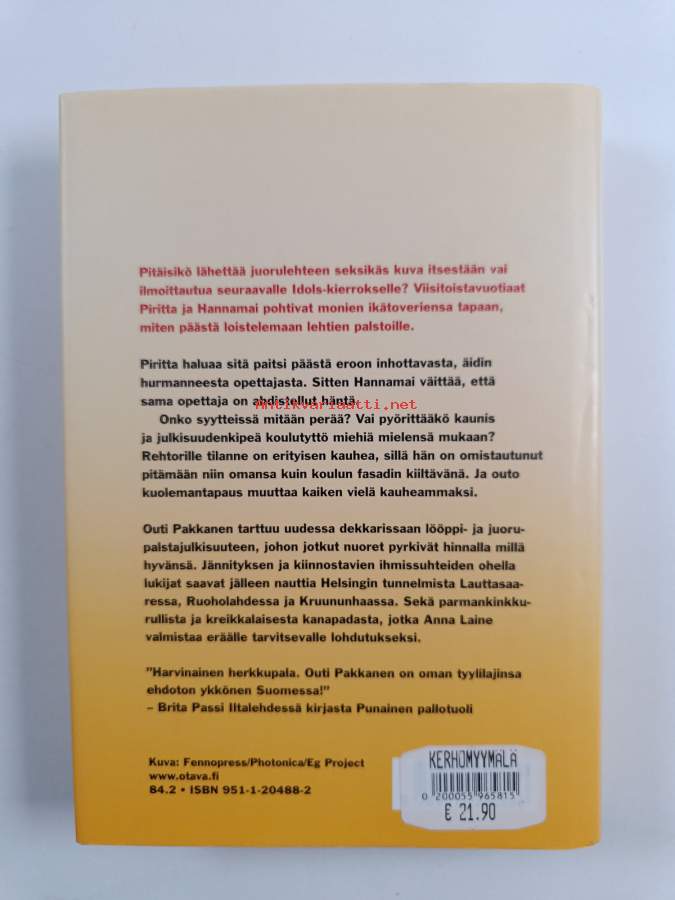 Pitäisikö lähettää juorulehteen seksikäs kuva itsestään vai
ilmoittautua seuraavalle Idols-kierrokselle? Viisitoistavuotiaat
Piritta ja Hannamai pohtivat monien ikätoveriensa tapaan,
miten päästä loistelemaan lehtien palstoille.
Piritta haluaa sitä paitsi päästä eroon inhottavasta, äidin
hurmanneesta opettajasta. Sitten Hannamai väittää, että
sama opettaja on ahdistellut häntä.
Antikvariaatti.net
Onko syytteissä mitään perää? Vai pyörittääkö kaunis
ja julkisuudenkipeä koulutyttö miehiä mielensä mukaan?
Rehtorille tilanne on erityisen kauhea, sillä hän on omistautunut
pitämään niin omansa kuin koulun fasadin kiiltävänä. Ja outo
kuolemantapaus muuttaa kaiken vielä kauheammaksi.
Outi Pakkanen tarttuu uudessa dekkarissaan lööppi- ja juoru-
palstajulkisuuteen, johon jotkut nuoret pyrkivät hinnalla millä
hyvänsä. Jännityksen ja kiinnostavien ihmissuhteiden ohella
lukijat saavat jälleen nauttia Helsingin tunnelmista Lauttasaa-
ressa, Ruoholahdessa ja Kruununhaassa. Sekä parmankinkku-
rullista ja kreikkalaisesta kanapadasta, jotka Anna Laine
valmistaa eräälle tarvitsevalle lohdutukseksi.
"Harvinainen herkkupala. Outi Pakkanen on oman tyylilajinsa
ehdoton ykkönen Suomessa!"
– Brita Passi Iltalehdessä kirjasta Punainen pallotuoli
Kuva: Fennopress/Photonica/Eg Project
www.otava.fi
84.2 • ISBN 951-1-20488-2
KERHOMYYMÄLÄ
0 200055 965815
€ 21.90